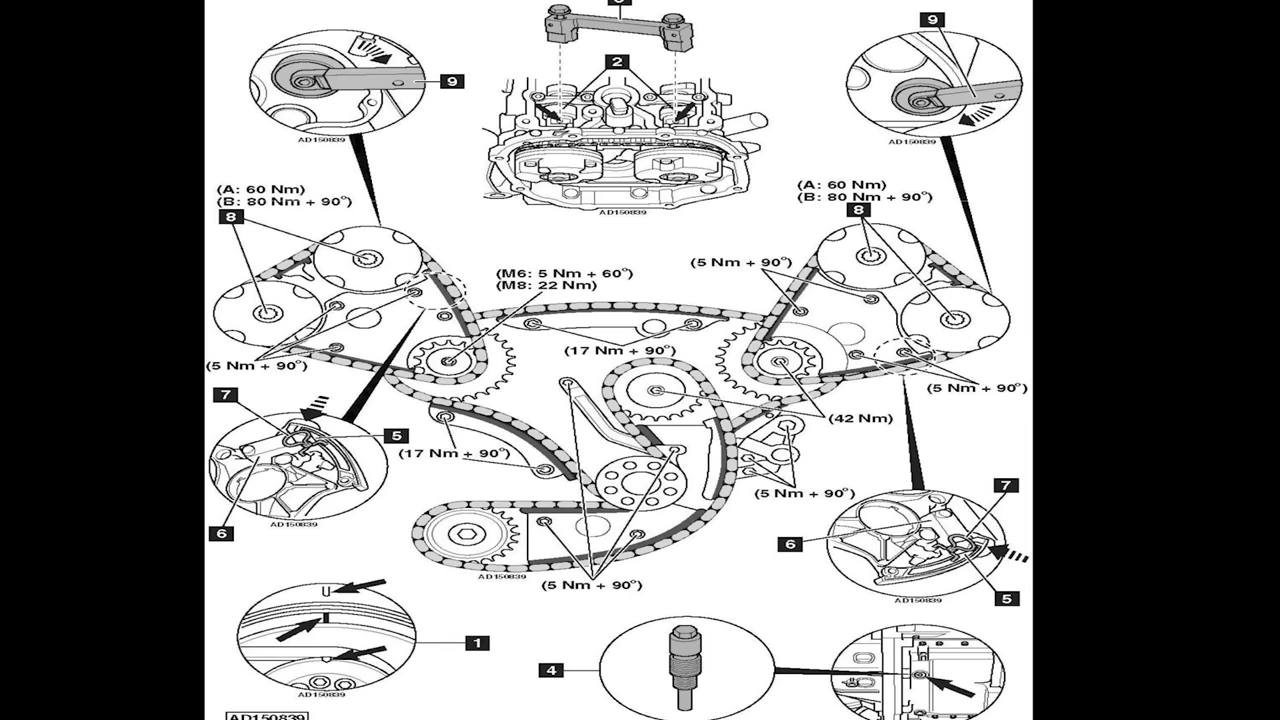 9
2
9
AD150839
AD150839
AD150839
(A: 60 Nm)
(B: 80 Nm + 90°)
8
(A: 60 Nm)
(B: 80 Nm + 90°)
8
(5 Nm + 90°)
(M6: 5 Nm + 60°)
(M8: 22 Nm)
(17 Nm + 90°)
(5 Nm + 90°)
(5 Nm + 90°)
7
5
(42 Nm)
(17 Nm + 90°)
(5 Nm + 90°)
7
AD150839
6
6
AD150839
(5 Nm + 90°)
AD150839
5
1
4
AD150839
AD150839